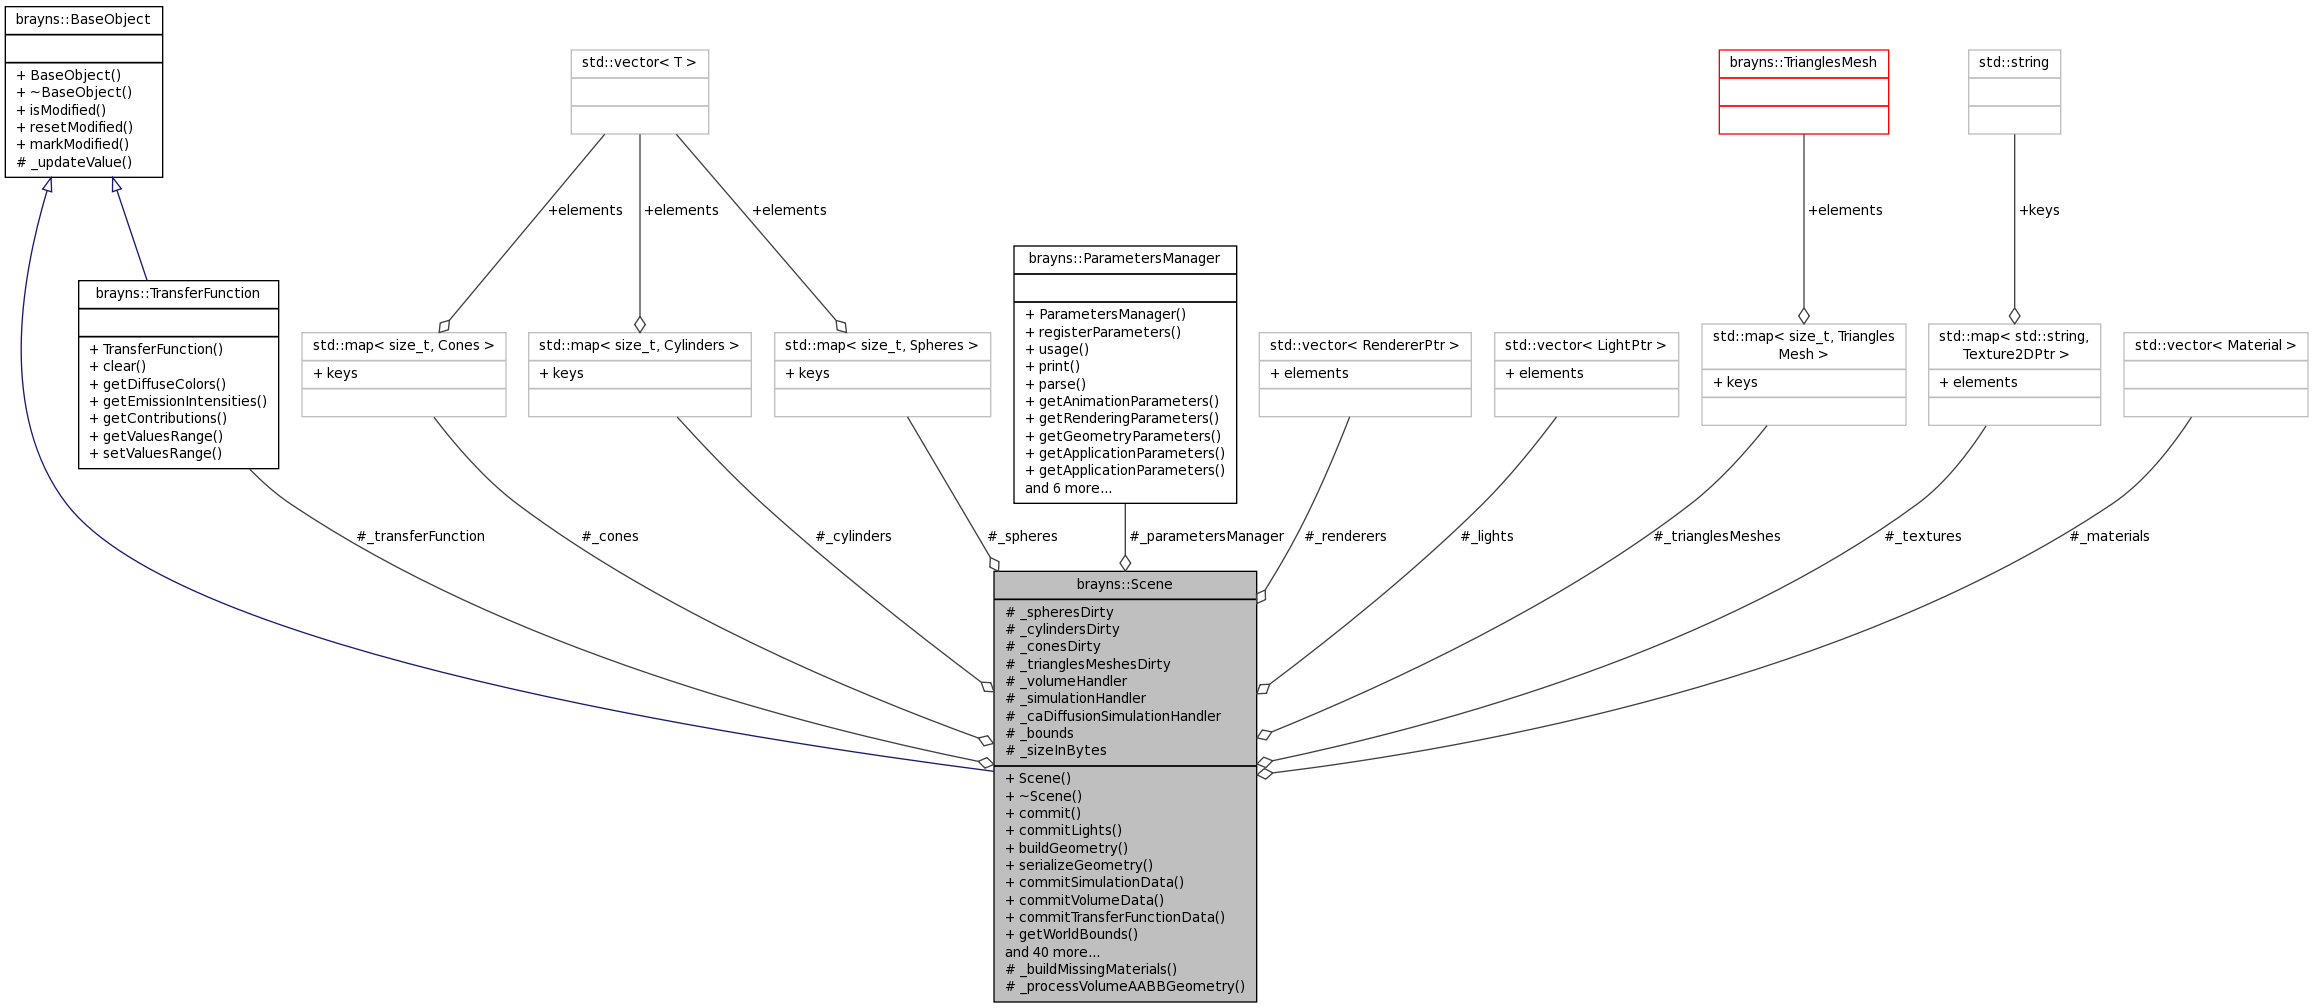 brayns::BaseObject
+ BaseObject()
+ ~BaseObject()
+ isModified()
+ resetModified()
+ markModified()
# _updateValue()
std::vector< T >
brayns::TrianglesMesh
std::string
+elements
+elements
+elements
+elements
+keys
brayns::TransferFunction
+ TransferFunction()
+ clear()
+ getDiffuseColors()
+ getEmissionIntensities()
+ getContributions()
+ getValuesRange()
+ setValuesRange()
std::map< size_t, Cones >
+ keys
std::map< size_t, Cylinders >
+ keys
std::map< size_t, Spheres >
+ keys
brayns::ParametersManager
+ ParametersManager()
+ registerParameters()
+ usage()
+ print()
+ parse()
+ getAnimationParameters()
+ getRenderingParameters()
+ getGeometryParameters()
+ getApplicationParameters()
+ getApplicationParameters()
and 6 more...
std::vector< RendererPtr >
+ elements
std::vector< LightPtr >
+ elements
std::map< size_t, Triangles
Mesh >
+ keys
std::map< std::string,
Texture2DPtr >
+ elements
std::vector< Material >
#_transferFunction
#_cones
#_cylinders
#_spheres
#_parametersManager
#_renderers
#_lights
#_trianglesMeshes
#_textures
#_materials
brayns::Scene
# _spheresDirty
# _cylindersDirty
# _conesDirty
# _trianglesMeshesDirty
# _volumeHandler
# _simulationHandler
# _caDiffusionSimulationHandler
# _bounds
# _sizeInBytes
+ Scene()
+ ~Scene()
+ commit()
+ commitLights()
+ buildGeometry()
+ serializeGeometry()
+ commitSimulationData()
+ commitVolumeData()
+ commitTransferFunctionData()
+ getWorldBounds()
and 40 more...
# _buildMissingMaterials()
# _processVolumeAABBGeometry()